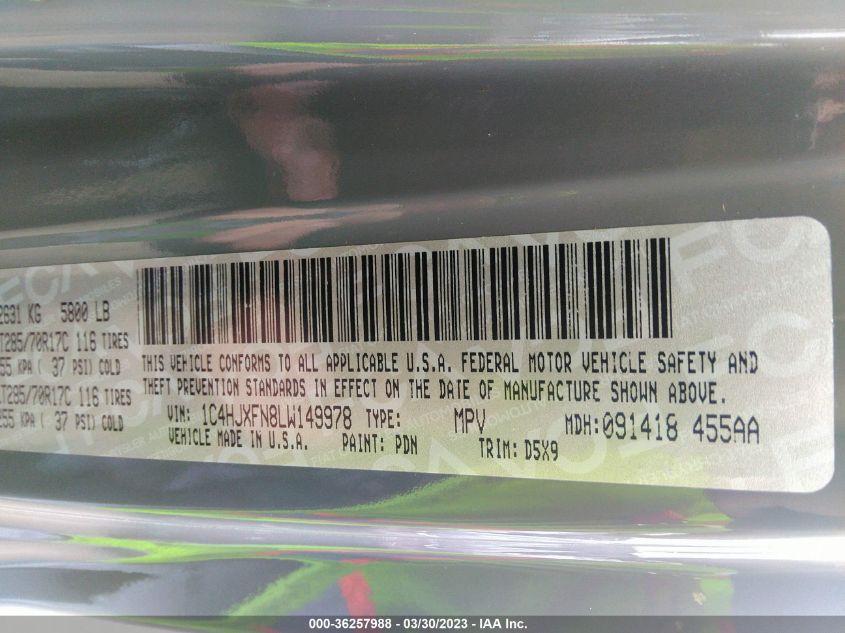 2631 KG 5800 LB
LT285/70R17C 116 TIRES
255 KPA ( 37 PSI) COLD
LT285/70R17C 116 TIRES
255 KPA ( 37 PSI) COLD
THIS VEHICLE CONFORMS TO ALL APPLICABLE U.S.A. FEDERAL MOTOR VEHICLE SAFETY AND
THEFT PREVENTION STANDARDS IN EFFECT ON THE DATE OF MANUFACTURE SHOWN ABOVE.
VIN: 1C4HJXFN8LW149978 TYPE: MPV MDH:091418 455AA
VEHICLE MADE IN U.S.A. PAINT: PDN TRIM: D5X9
000-36257988 - 03/30/2023 - IAA Inc.